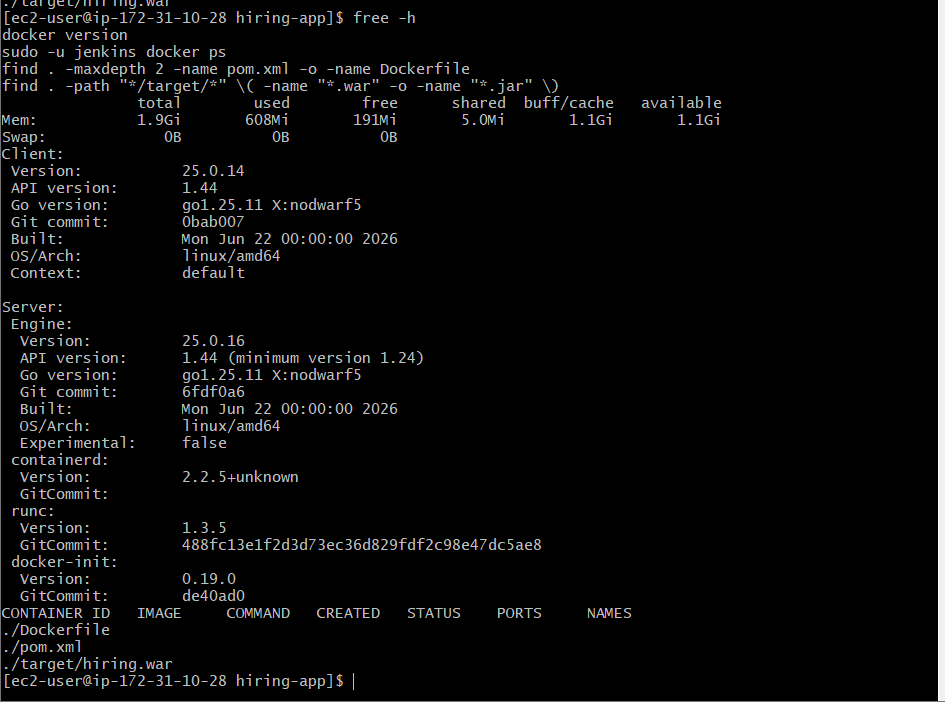 ./target/hiring.war
[ec2-user@ip-172-31-10-28 hiring-app]$ free -h
docker version
sudo -u jenkins docker ps
find . -maxdepth 2 -name pom.xml -o -name Dockerfile
find . -path "*/target/*" \( -name "*.war" -o -name "*.jar" \)
               total        used        free      shared  buff/cache   available
Mem:           1.9Gi       608Mi       191Mi       5.0Mi       1.1Gi       1.1Gi
Swap:             0B          0B          0B
Client:
 Version:           25.0.14
 API version:       1.44
 Go version:        go1.25.11 X:nodwarf5
 Git commit:        0bab007
 Built:             Mon Jun 22 00:00:00 2026
 OS/Arch:           linux/amd64
 Context:           default

Server:
 Engine:
  Version:          25.0.16
  API version:      1.44 (minimum version 1.24)
  Go version:       go1.25.11 X:nodwarf5
  Git commit:       6fdf0a6
  Built:            Mon Jun 22 00:00:00 2026
  OS/Arch:          linux/amd64
  Experimental:     false
 containerd:
  Version:          2.2.5+unknown
  GitCommit:
 runc:
  Version:          1.3.5
  GitCommit:        488fc13e1f2d3d73ec36d829fdf2c98e47dc5ae8
 docker-init:
  Version:          0.19.0
  GitCommit:        de40ad0
CONTAINER ID   IMAGE     COMMAND   CREATED   STATUS    PORTS     NAMES
./Dockerfile
./pom.xml
./target/hiring.war
[ec2-user@ip-172-31-10-28 hiring-app]$